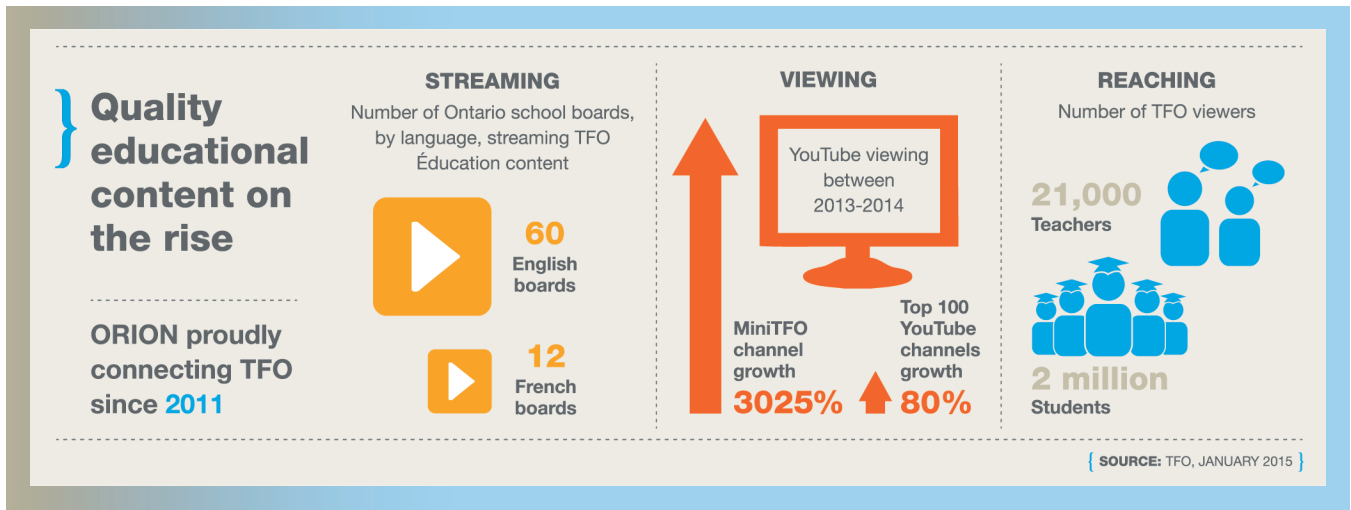 Quality
educational
content on
the rise
ORION proudly
connecting TFO
since 2011
STREAMING
Number of Ontario school boards,
by language, streaming TFO
Éducation content
60
English
boards
12
French
boards
VIEWING
YouTube viewing
between
2013-2014
MiniTFO
channel
growth
3025%
Top 100
YouTube
channels
growth
80%
REACHING
Number of TFO viewers
21,000
Teachers
2 million
Students
{ SOURCE: TFO, JANUARY 2015 }